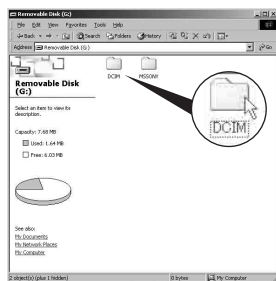 Removable Disk (G:)
File Edit View Favorites Tools Help
Back Search Folders History
Address Removable Disk (G:) Go
DCIM MSSONY
Removable Disk (G:)
Select an item to view its description.
Capacity: 7.68 MB
Used: 1.64 MB
Free: 6.03 MB
See also:
My Documents
My Network Places
My Computer
DCIM
2 object(s) (plus 1 hidden) 0 bytes My Computer